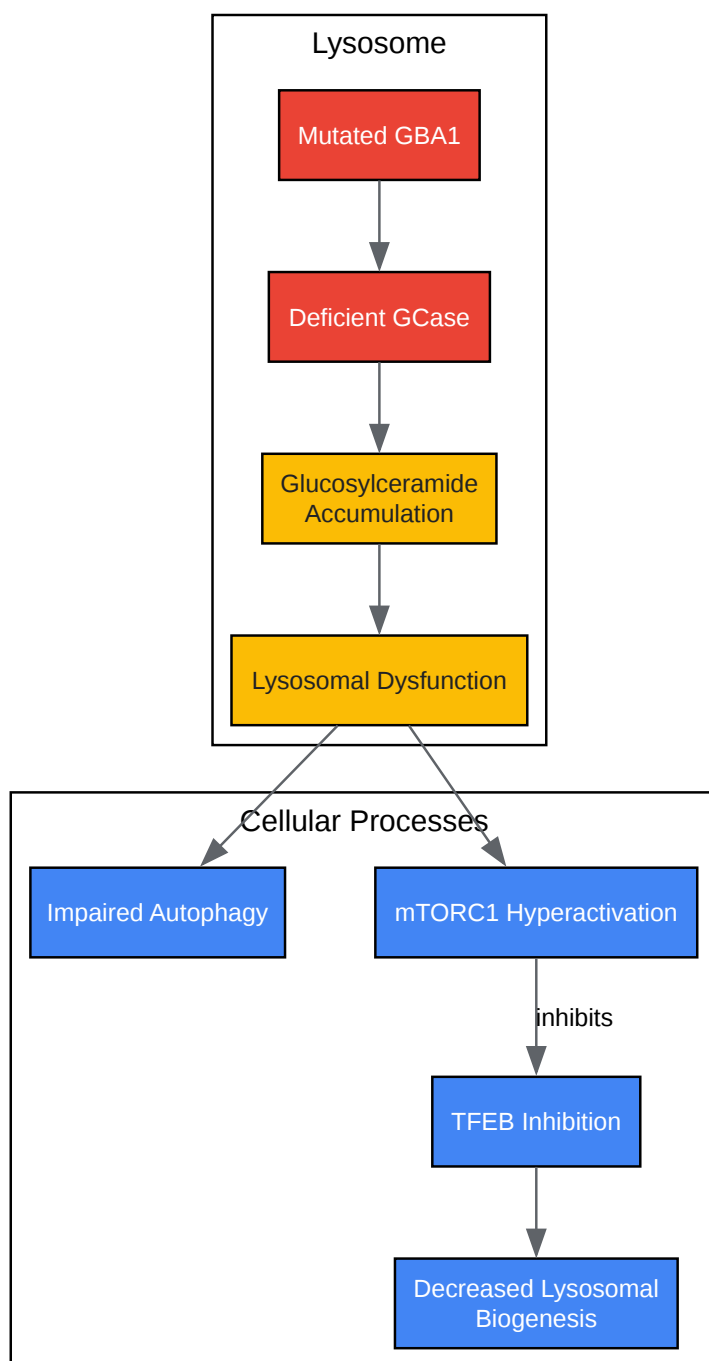 Lysosome
Mutated GBA1
Deficient GCase
Glucosylceramide
Accumulation
Lysosomal Dysfunction
Cellular Processes
Impaired Autophagy
mTORC1 Hyperactivation
inhibits
TFEB Inhibition
Decreased Lysosomal
Biogenesis